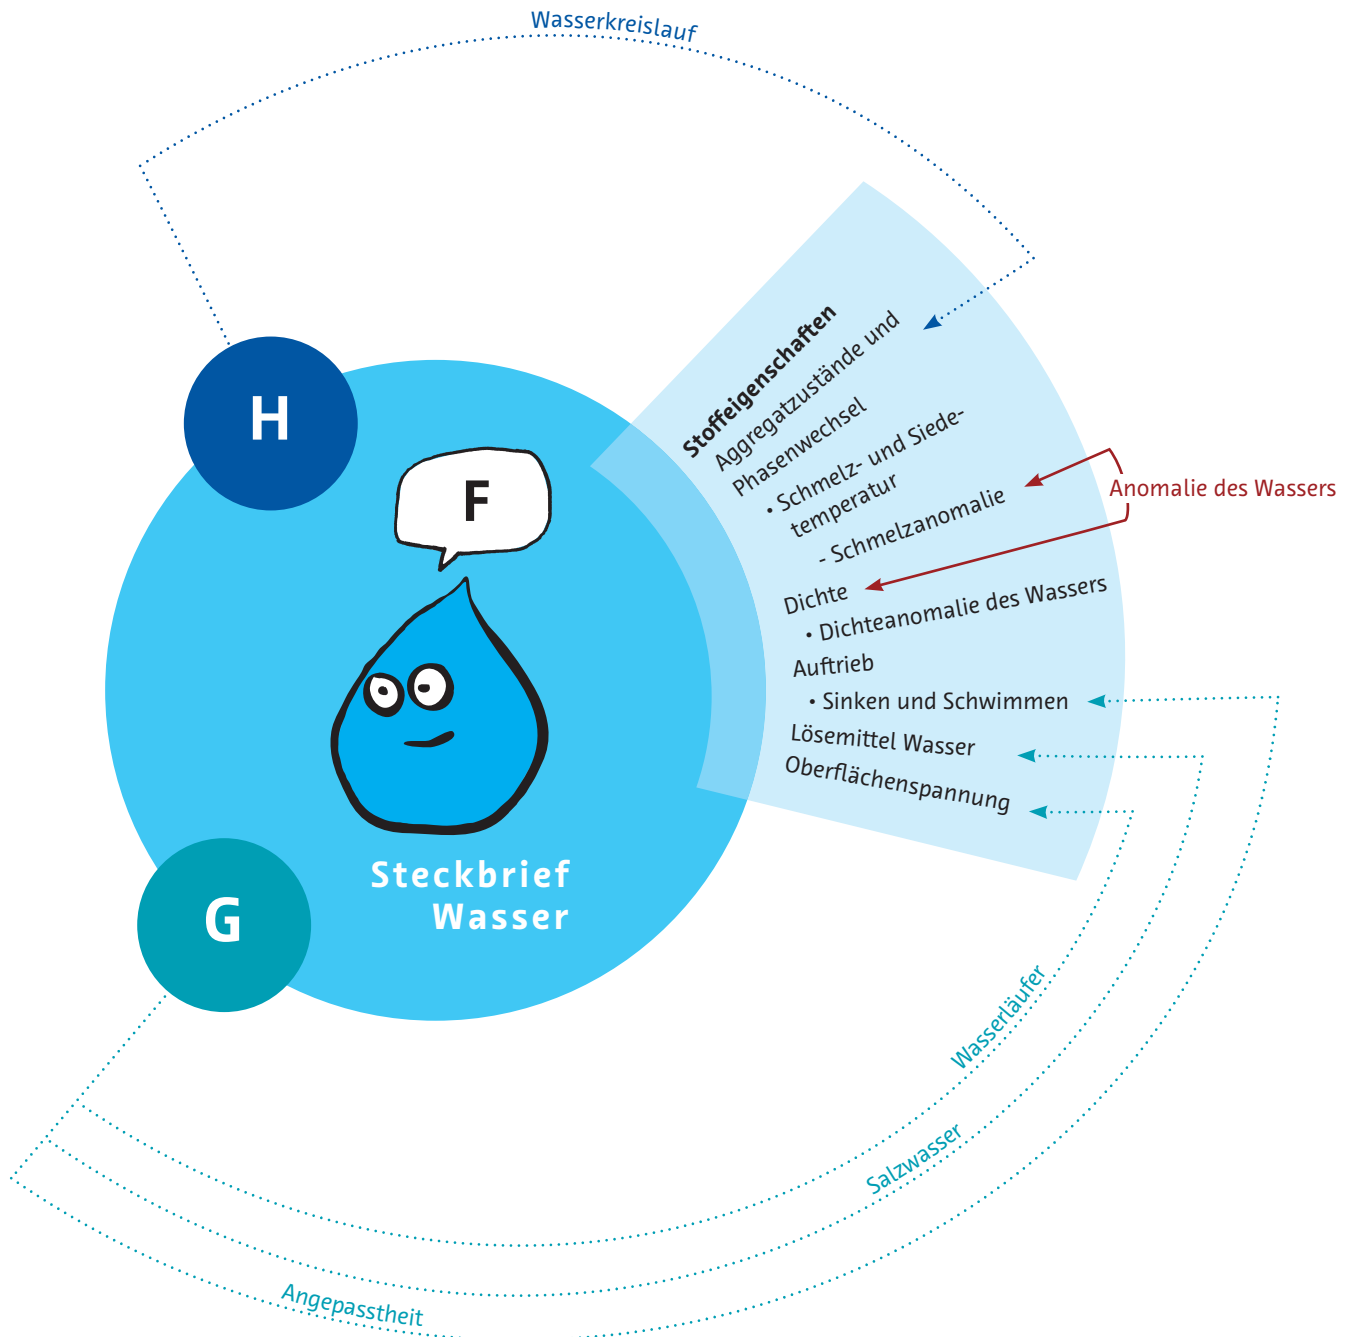 Wasserkreislauf
H
F
Steckbrief
Wasser
G
Stoffeigenschaften
Aggregatzustände und
Phasenwechsel
• Schmelz- und Siede-
temperatur
- Schmelzanomalie
Dichte
• Dichteanomalie des Wassers
Auftrieb
• Sinken und Schwimmen
Lösemittel Wasser
Oberflächenspannung
Anomalie des Wassers
Wasserläufer
Salzwasser
Angepasstheit